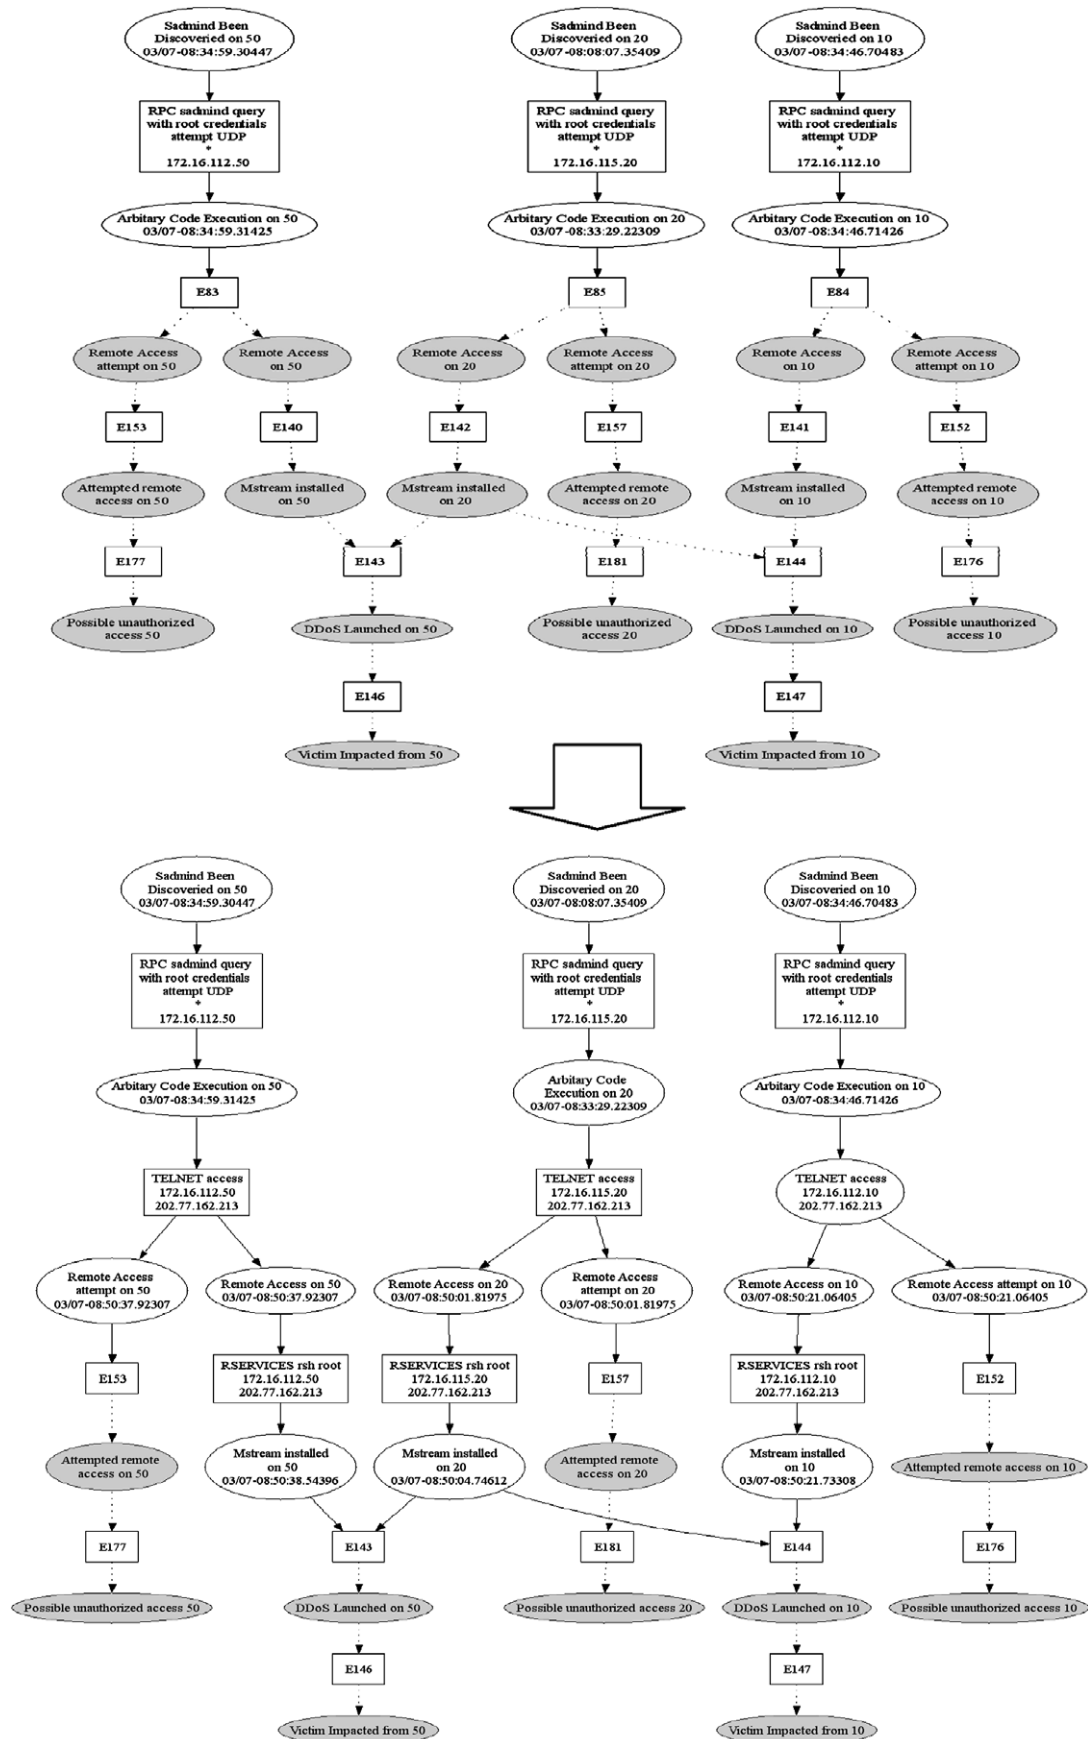 Sadmind Been
Discoveried on 50
03/07-08:34:59.30447
Sadmind Been
Discoveried on 20
03/07-08:08:07.35409
Sadmind Been
Discoveried on 10
03/07-08:34:46.70483
RPC sadmind query
with root credentials
attempt UDP
*
172.16.112.50
RPC sadmind query
with root credentials
attempt UDP
*
172.16.115.20
RPC sadmind query
with root credentials
attempt UDP
*
172.16.112.10
Arbitary Code Execution on 50
03/07-08:34:59.31425
Arbitary Code Execution on 20
03/07-08:33:29.22309
Arbitary Code Execution on 10
03/07-08:34:46.71426
E83
E85
E84
Remote Access
attempt on 50
Remote Access
on 50
Remote Access
on 20
Remote Access
attempt on 20
Remote Access
on 10
Remote Access
attempt on 10
E153
E140
E142
E157
E141
E152
Attempted remote
access on 50
Mstream installed
on 50
Mstream installed
on 20
Attempted remote
access on 20
Mstream installed
on 10
Attempted remote
access on 10
E177
E143
E181
E144
E176
Possible unauthorized
access 50
DDoS Launched on 50
Possible unauthorized
access 20
DDoS Launched on 10
Possible unauthorized
access 10
E146
E147
Victim Impacted from 50
Victim Impacted from 10
Sadmind Been
Discoveried on 50
03/07-08:34:59.30447
Sadmind Been
Discoveried on 20
03/07-08:08:07.35409
Sadmind Been
Discoveried on 10
03/07-08:34:46.70483
RPC sadmind query
with root credentials
attempt UDP
*
172.16.112.50
RPC sadmind query
with root credentials
attempt UDP
*
172.16.115.20
RPC sadmind query
with root credentials
attempt UDP
*
172.16.112.10
Arbitary Code Execution on 50
03/07-08:34:59.31425
Arbitary Code
Execution on 20
03/07-08:33:29.22309
Arbitary Code Execution on 10
03/07-08:34:46.71426
TELNET access
172.16.112.50
202.77.162.213
TELNET access
172.16.115.20
202.77.162.213
TELNET access
172.16.112.10
202.77.162.213
Remote Access
attempt on 50
03/07-08:50:37.92307
Remote Access on 50
03/07-08:50:37.92307
Remote Access on 20
03/07-08:50:01.81975
Remote Access
attempt on 20
03/07-08:50:01.81975
Remote Access on 10
03/07-08:50:21.06405
Remote Access attempt on 10
03/07-08:50:21.06405
E153
RSERVICES rsh root
172.16.112.50
202.77.162.213
RSERVICES rsh root
172.16.115.20
202.77.162.213
E157
RSERVICES rsh root
172.16.112.10
202.77.162.213
E152
Attempted remote
access on 50
Mstream installed
on 50
03/07-08:50:38.54396
Mstream installed
on 20
03/07-08:50:04.74612
Attempted remote
access on 20
Mstream installed
on 10
03/07-08:50:21.73308
Attempted remote access on 10
E177
E143
E181
E144
E176
Possible unauthorized access 50
DDoS Launched on 50
Possible unauthorized access 20
DDoS Launched on 10
Possible unauthorized access 10
E146
E147
Victim Impacted from 50
Victim Impacted from 10